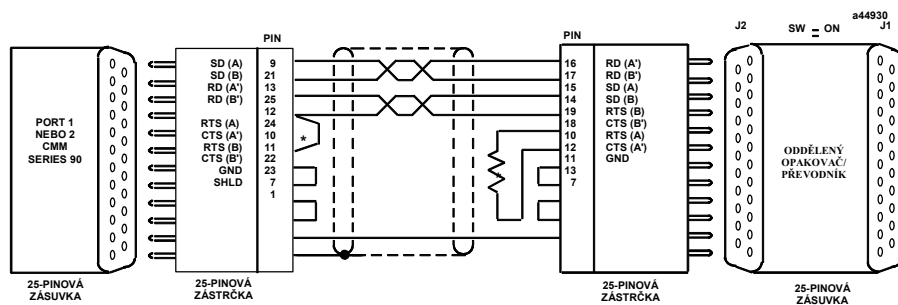 a44930
J2
SW ON
J1
PIN
PIN
PORT 1
NEBO 2
CMM
SERIES 90
SD (A)
SD (B)
RD (A')
RD (B')
RTS (A)
CTS (A')
RTS (B)
CTS (B')
GND
SHLD
9
21
13
25
12
24
10
11
22
23
7
1
*
16
17
15
14
19
18
10
12
11
13
7
RD (A')
RD (B')
SD (A)
SD (B)
RTS (B)
CTS (B')
RTS (A)
CTS (A')
GND
*
ODDĚLENÝ
OPAKOVAČ/
PŘEVODNÍK
25-PINOVÁ
ZÁSUVKA
25-PINOVÁ
ZÁSTRČKA
25-PINOVÁ
ZÁSTRČKA
25-PINOVÁ
ZÁSUVKA